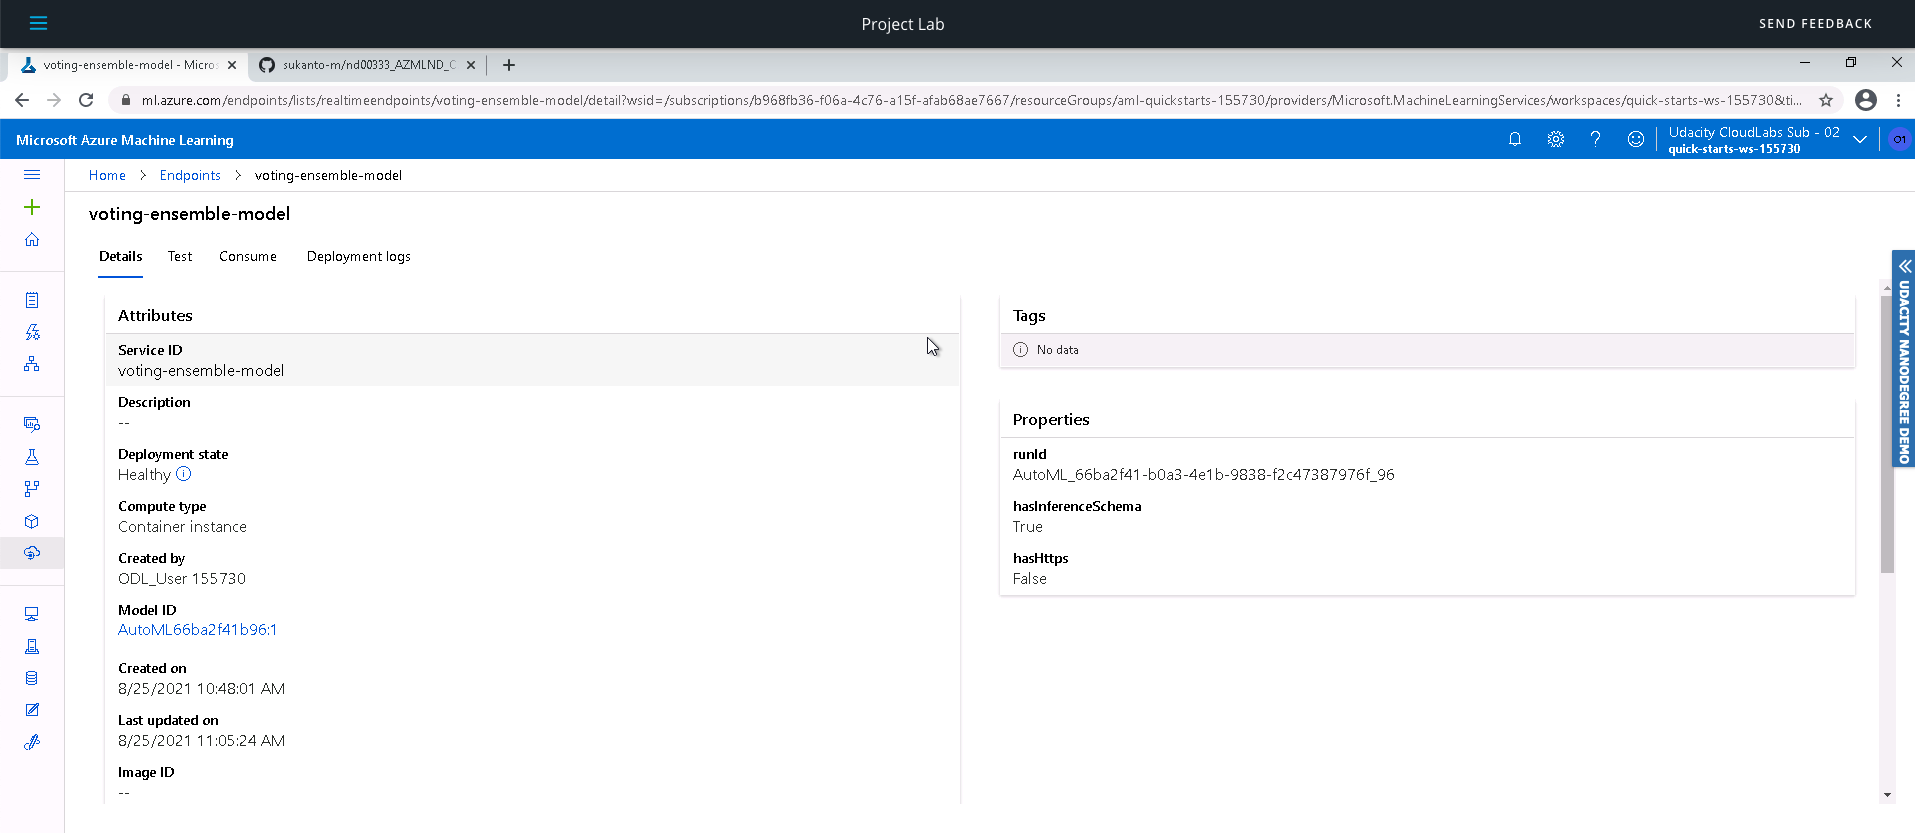 Project Lab
SEND FEEDBACK
voting-ensemble-model - Micros
sukanto-m/nd00333_AZMLND_C
ml.azure.com/endpoints/lists/realtimeendpoints/voting-ensemble-model/detail?wsid=/subscriptions/b968fb36-f06a-4c76-a15f-afab68ae7667/resourceGroups/aml-quickstarts-155730/providers/Microsoft.MachineLearningServices/workspaces/quick-starts-ws-155730&ti...
Microsoft Azure Machine Learning
Udacity CloudLabs Sub - 02
quick-starts-ws-155730
O1
Home > Endpoints > voting-ensemble-model
voting-ensemble-model
Details Test Consume Deployment logs
Attributes
Service ID
voting-ensemble-model
Description
--
Deployment state
Healthy
Compute type
Container instance
Created by
ODL_User 155730
Model ID
AutoML66ba2f41b96:1
Created on
8/25/2021 10:48:01 AM
Last updated on
8/25/2021 11:05:24 AM
Image ID
--
Tags
No data
Properties
runId
AutoML_66ba2f41-b0a3-4e1b-9838-f2c47387976f_96
hasInferenceSchema
True
hasHttps
False
UDACITY NANODEGREE DEMO